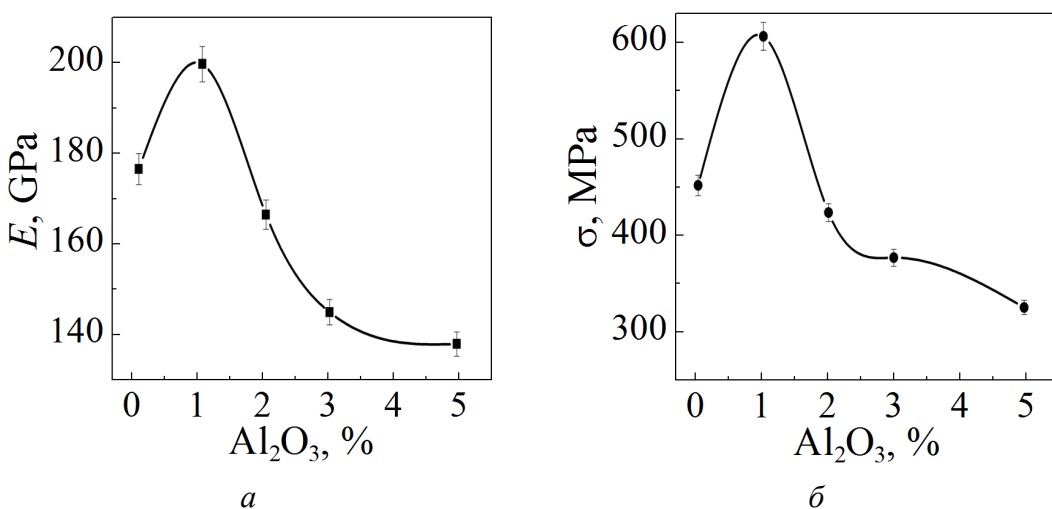 200
180
160
140
E, GPa
0 1 2 3 4 5
Al₂O₃, %
а
600
500
400
300
σ, MPa
0 1 2 3 4 5
Al₂O₃, %
б